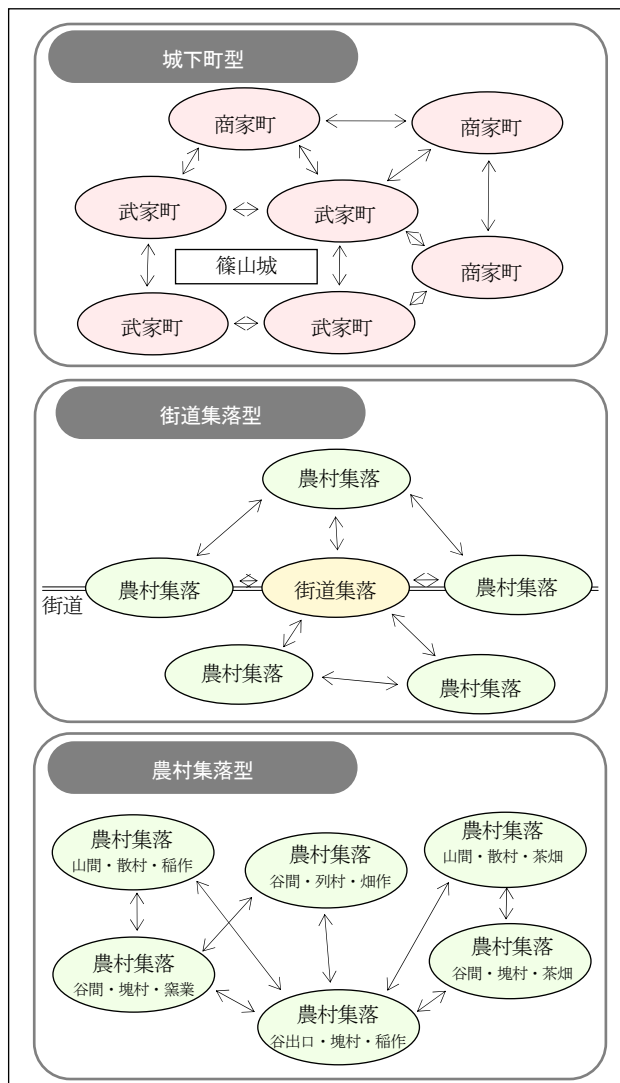 城下町型
商家町
商家町
武家町
武家町
篠山城
商家町
武家町
武家町
街道集落型
農村集落
農村集落
街道集落
農村集落
街道
農村集落
農村集落
農村集落型
農村集落
山間・散村・稲作
農村集落
谷間・列村・畑作
農村集落
山間・散村・茶畑
農村集落
谷間・塊村・窯業
農村集落
谷出口・塊村・稲作
農村集落
谷間・塊村・茶畑